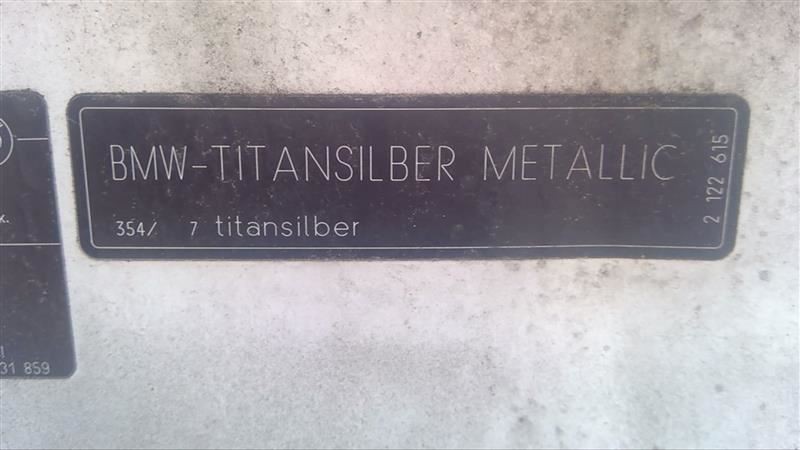 BMW-TITANSILBER METALLIC
354/ 7 titansilber
2 122 615
x.
31 859